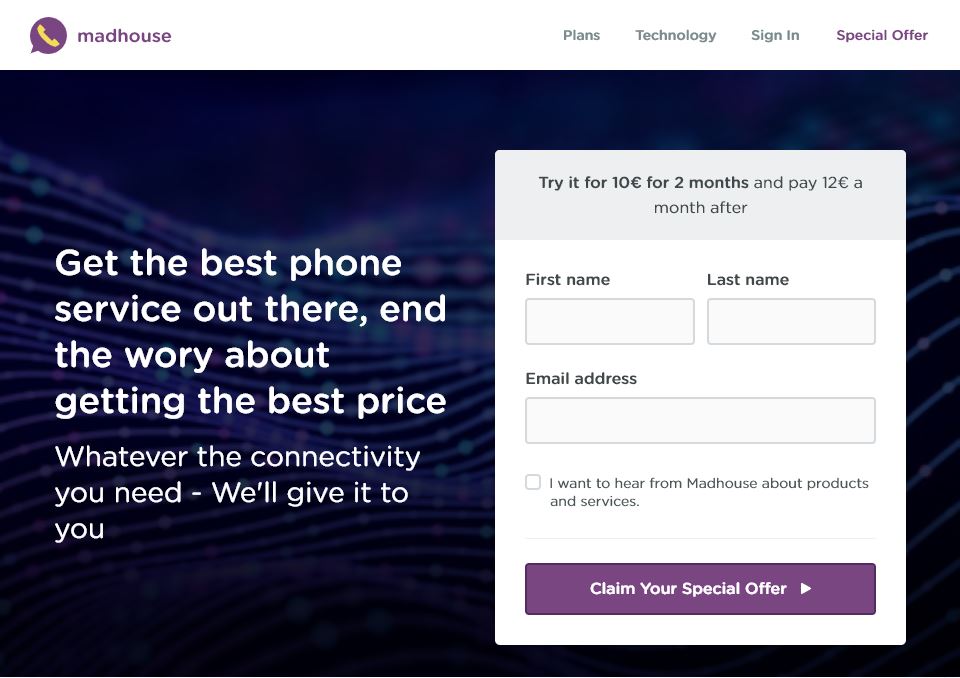 madhouse
Plans
Technology
Sign In
Special Offer
Get the best phone
service out there, end
the wory about
getting the best price
Whatever the connectivity
you need - We'll give it to
you
Try it for 10€ for 2 months and pay 12€ a
month after
First name
Last name
Email address
I want to hear from Madhouse about products
and services.
Claim Your Special Offer